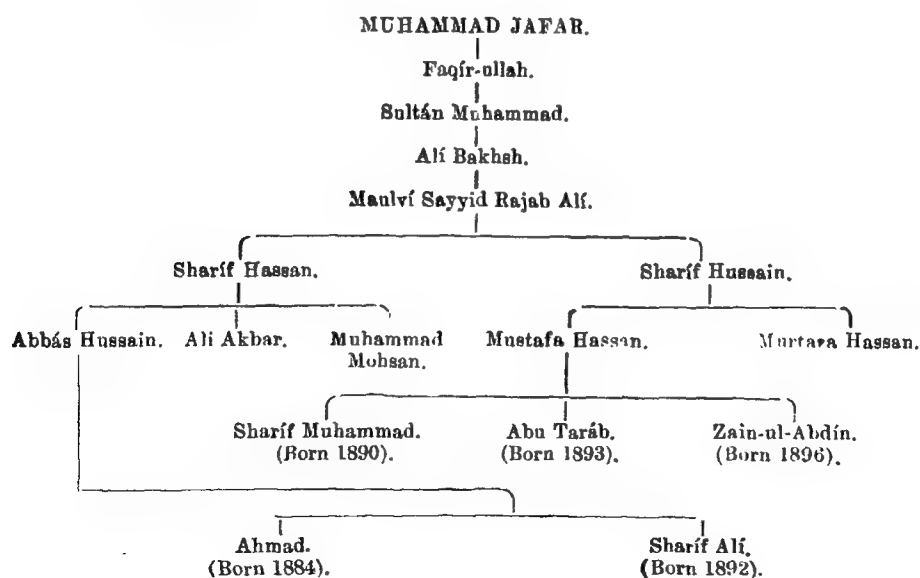 MUHAMMAD JAFAR.
Faqír-ullah.
Sultán Muhammad.
Alí Bakhsh.
Maulví Sayyid Rajab Alí.
Sharíf Hassan. Sharíf Hussain.
Abbás Hussain. Ali Akbar. Muhammad Mustafa Hassan. Murtaza Hassan.
Mohsan.
Sharíf Muhammad. Abu Taráb. Zain-ul-Abdín.
(Born 1890). (Born 1893). (Born 1896).
Ahmad. Sharíf Alí.
(Born 1884). (Born 1892).